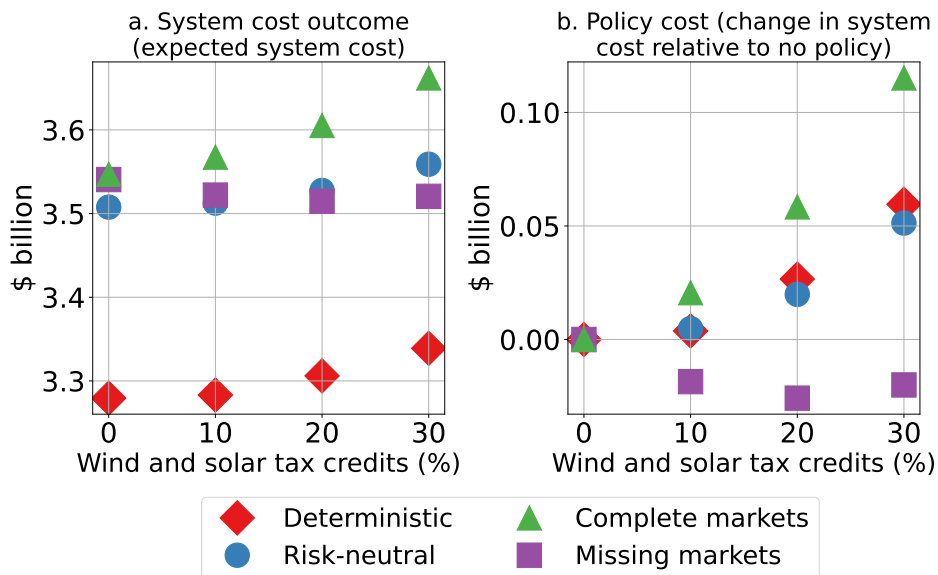 a. System cost outcome
(expected system cost)
3.6
3.5
3.4
3.3
$ billion
0
10
20
30
Wind and solar tax credits (%)
b. Policy cost (change in system
cost relative to no policy)
0.10
0.05
0.00
$ billion
0
10
20
30
Wind and solar tax credits (%)
Deterministic
Risk-neutral
Complete markets
Missing markets